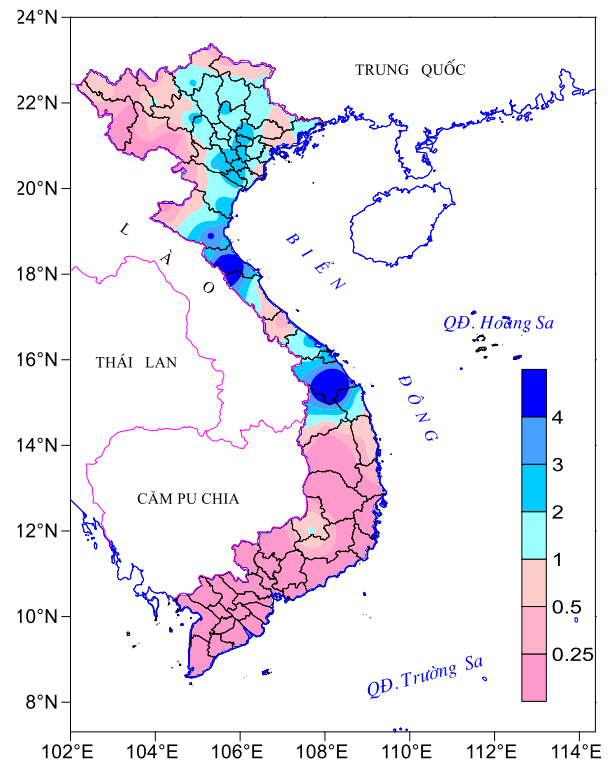 24°N
TRUNG QUỐC
22°N
20°N
LÀO
BIỂN
18°N
QĐ. Hoàng Sa
16°N
THÁI LAN
ĐÔNG
4
14°N
3
CĂM PU CHIA
2
12°N
1
0.5
10°N
0.25
QĐ. Trường Sa
8°N
102°E 104°E 106°E 108°E 110°E 112°E 114°E